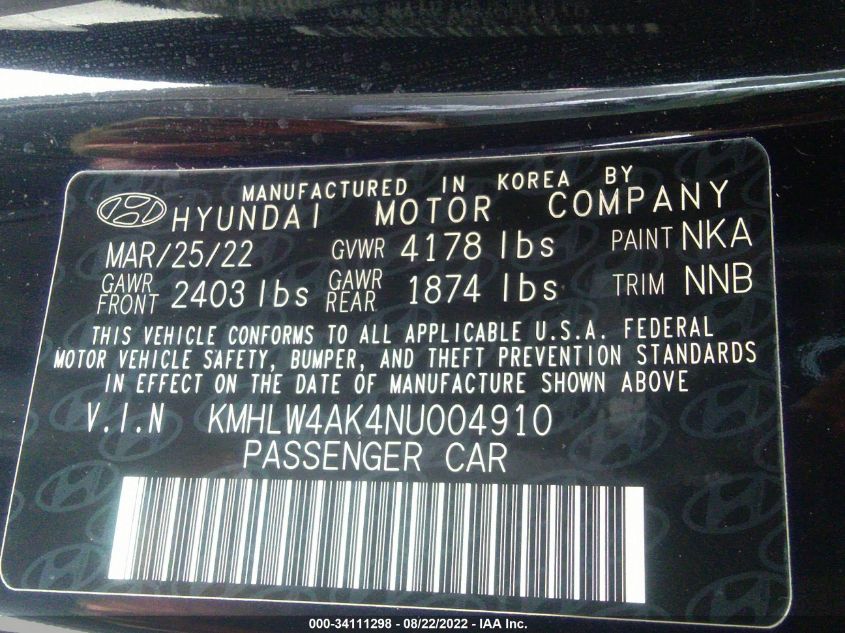 MANUFACTURED IN KOREA BY
HYUNDAI MOTOR COMPANY
MAR/25/22 GVWR 4178 lbs PAINT NKA
GAWR FRONT 2403 lbs GAWR REAR 1874 lbs TRIM NNB
THIS VEHICLE CONFORMS TO ALL APPLICABLE U.S.A. FEDERAL
MOTOR VEHICLE SAFETY, BUMPER, AND THEFT PREVENTION STANDARDS
IN EFFECT ON THE DATE OF MANUFACTURE SHOWN ABOVE
V.I.N KMHLW4AK4NU004910
PASSENGER CAR
000-34111298 - 08/22/2022 - IAA Inc.